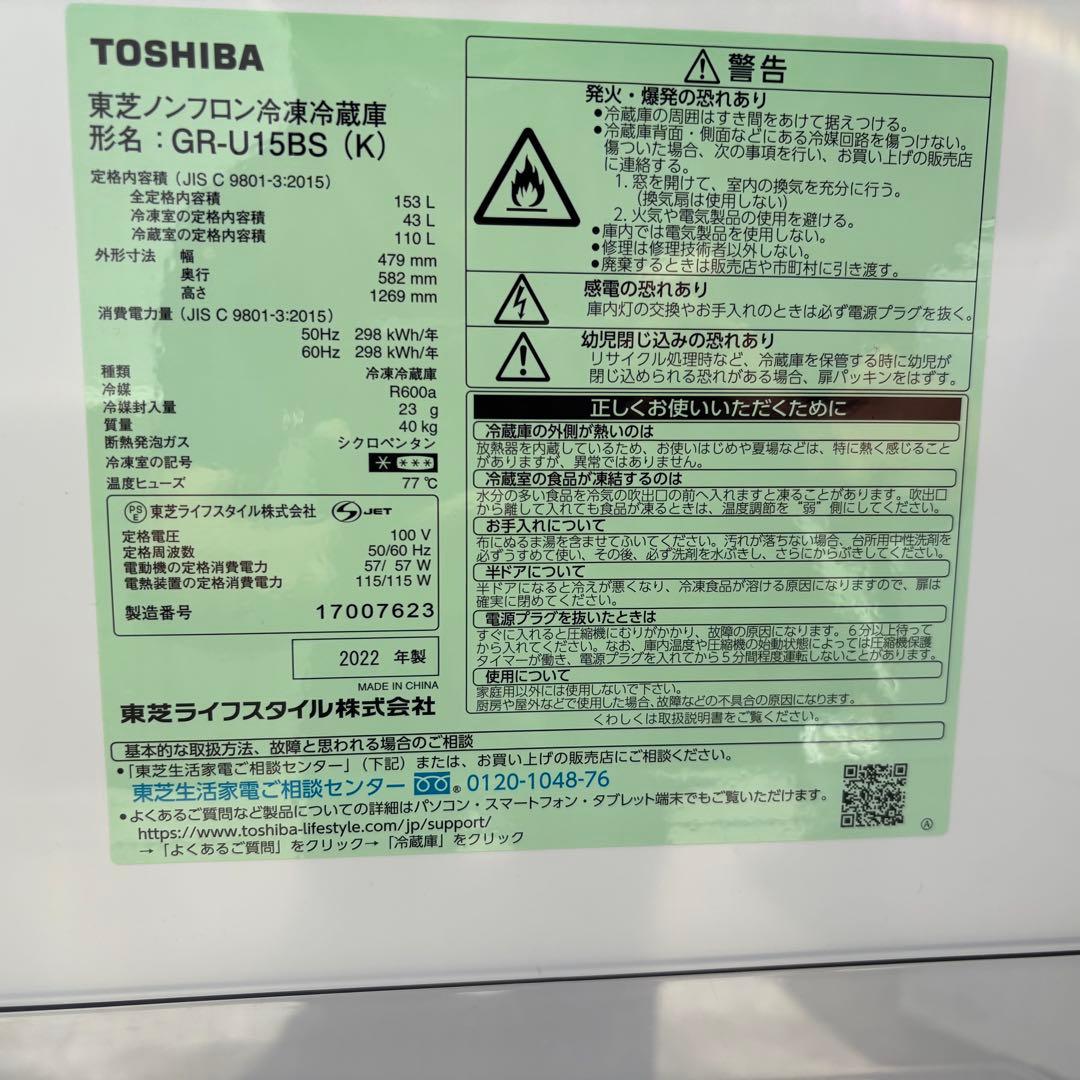 TOSHIBA
東芝ノンフロン冷凍冷蔵庫
形名：GR-U15BS（K）
定格内容積（JIS C 9801-3:2015）
全定格内容積 153 L
冷凍室の定格内容積 43 L
冷蔵室の定格内容積 110 L
外形寸法 幅 479 mm
奥行 582 mm
高さ 1269 mm
消費電力量（JIS C 9801-3:2015）
50Hz 298 kWh/年
60Hz 298 kWh/年
種類 冷凍冷蔵庫
冷媒 R600a
冷媒封入量 23 g
質量 40 kg
断熱発泡ガス シクロペンタン
冷凍室の記号 * ***
温度ヒューズ 77 ℃
PSE 東芝ライフスタイル株式会社 JET
定格電圧 100 V
定格周波数 50/60 Hz
電動機の定格消費電力 57/ 57 W
電熱装置の定格消費電力 115/115 W
製造番号 17007623
2022 年製
MADE IN CHINA
東芝ライフスタイル株式会社
警告
発火・爆発の恐れあり
●冷蔵庫の周囲はすき間をあけて据えつける。
●冷蔵庫背面・側面などにある冷媒回路を傷つけない。
傷ついた場合、次の事項を行い、お買い上げの販売店
に連絡する。
1. 窓を開けて、室内の換気を充分に行う。
（換気扇は使用しない）
2. 火気や電気製品の使用を避ける。
●庫内では電気製品を使用しない。
●修理は修理技術者以外しない。
●廃棄するときは販売店や市町村に引き渡す。
感電の恐れあり
庫内灯の交換やお手入れのときは必ず電源プラグを抜く。
幼児閉じ込みの恐れあり
リサイクル処理時など、冷蔵庫を保管する時に幼児が
閉じ込められる恐れがある場合、扉パッキンをはずす。
正しくお使いいただくために
冷蔵庫の外側が熱いのは
放熱器を内蔵しているため、お使いはじめや夏場などは、特に熱く感じること
がありますが、異常ではありません。
冷蔵室の食品が凍結するのは
水分の多い食品を冷気の吹出口の前へ入れますと凍ることがあります。吹出口
から離して入れても食品が凍るときは、温度調節を“弱”側にしてください。
お手入れについて
布にぬるま湯を含ませてふいてください。汚れが落ちない場合、台所用中性洗剤を
必ずうすめて使い、その後、必ず洗剤を水ぶきし、さらにからぶきしてください。
半ドアについて
半ドアになると冷えが悪くなり、冷凍食品が溶ける原因になりますので、扉は
確実に閉めてください。
電源プラグを抜いたときは
すぐに入れると圧縮機にむりがかかり、故障の原因になります。6分以上待って
から入れてください。なお、庫内温度や圧縮機の始動状態によっては圧縮機保護
タイマーが働き、電源プラグを入れてから5分間程度運転しないことがあります。
使用について
家庭用以外には使用しないで下さい。
厨房や屋外などで使用した場合、故障などの不具合の原因になります。
くわしくは取扱説明書をご覧ください。
基本的な取扱方法、故障と思われる場合のご相談
●「東芝生活家電ご相談センター」（下記）または、お買い上げの販売店にご相談ください。
東芝生活家電ご相談センター ® 0120-1048-76
●よくあるご質問など製品についての詳細はパソコン・スマートフォン・タブレット端末でもご覧いただけます。
https://www.toshiba-lifestyle.com/jp/support/
→「よくあるご質問」をクリック→「冷蔵庫」をクリック
Ⓐ